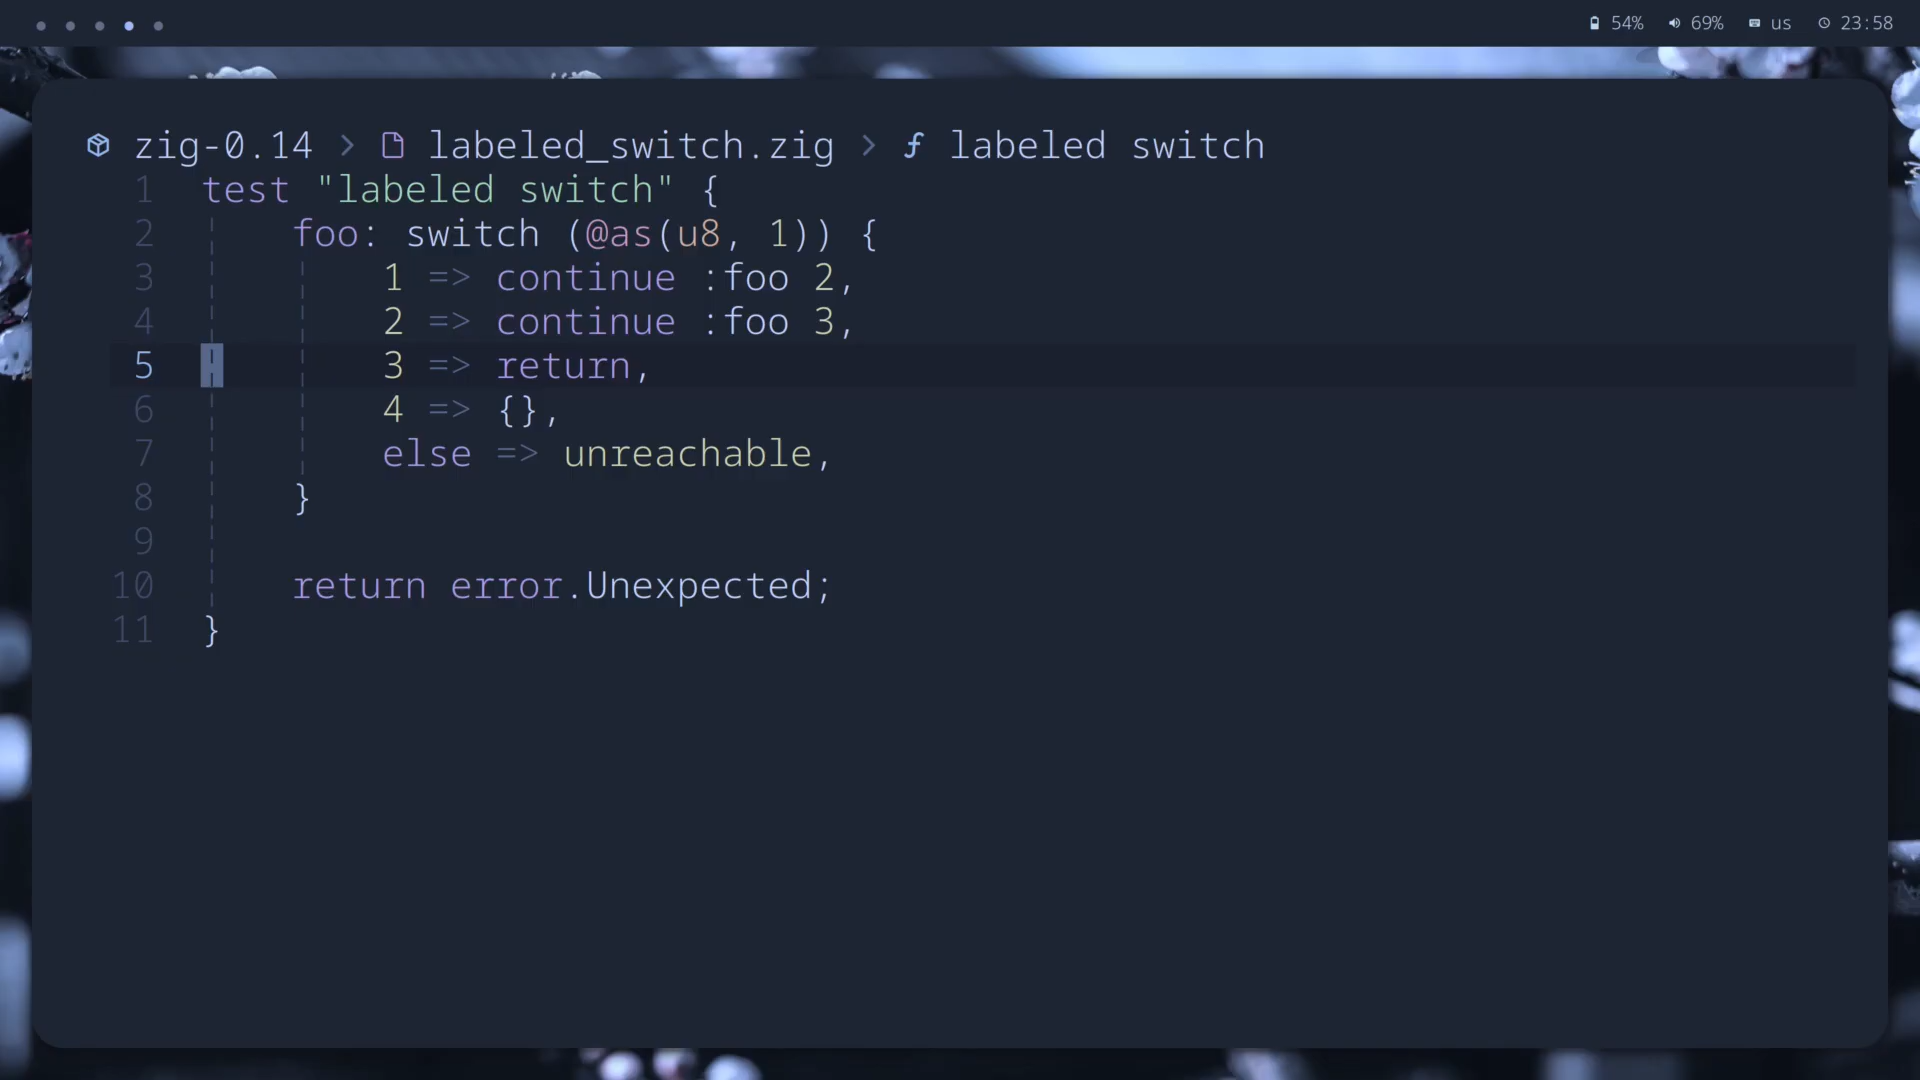 54% 69% us 23:58
zig-0.14 > labeled_switch.zig > f labeled switch
1 test "labeled switch" {
2     foo: switch (@as(u8, 1)) {
3         1 => continue :foo 2,
4         2 => continue :foo 3,
5         3 => return,
6         4 => {},
7         else => unreachable,
8     }
9
10     return error.Unexpected;
11 }